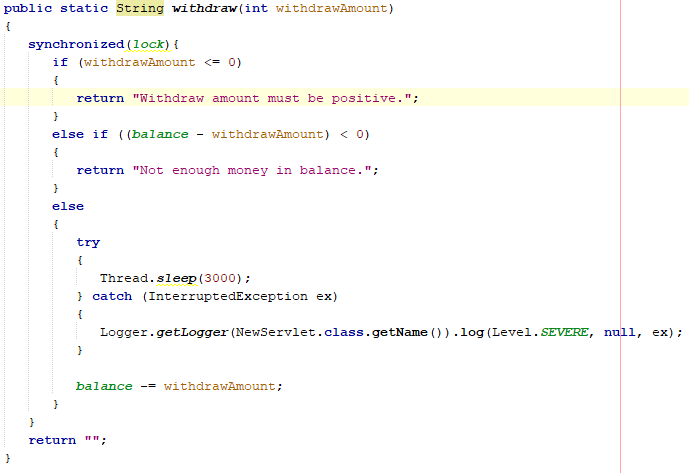 public static String withdraw(int withdrawAmount)
{
synchronized(lock){
if (withdrawAmount <= 0)
{
return "Withdraw amount must be positive.";
}
else if ((balance - withdrawAmount) < 0)
{
return "Not enough money in balance.";
}
else
{
try
{
Thread.sleep(3000);
} catch (InterruptedException ex)
{
Logger.getLogger(NewServlet.class.getName()).log(Level.SEVERE, null, ex);
}
balance -= withdrawAmount;
}
}
return "";
}